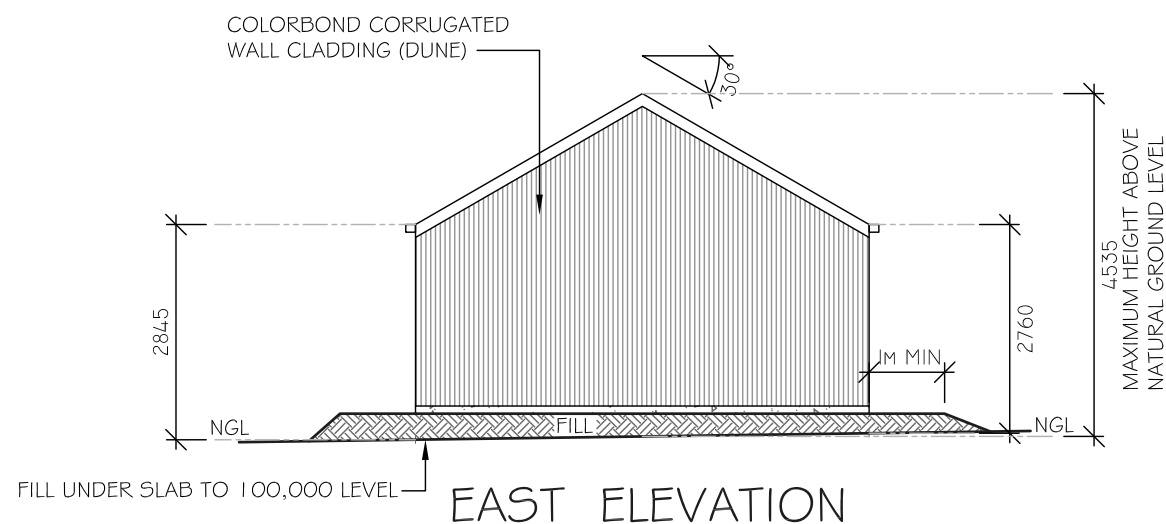 COLORBOND CORRUGATED
WALL CLADDING (DUNE)
30°
2845
4535
MAXIMUM HEIGHT ABOVE
NATURAL GROUND LEVEL
2760
1M MIN
NGL
FILL
NGL
FILL UNDER SLAB TO 100,000 LEVEL
EAST ELEVATION